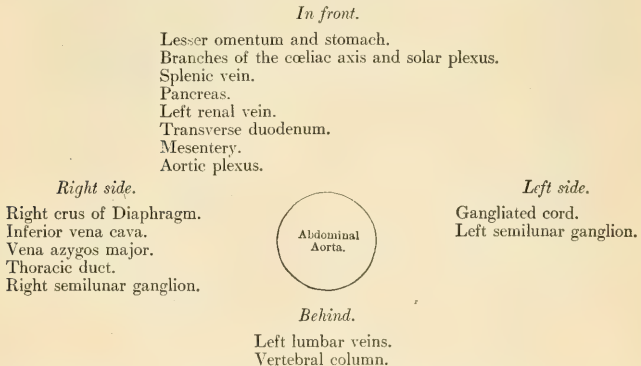 In front.
Lesser omentum and stomach.
Branches of the cœliac axis and solar plexus.
Splenic vein.
Pancreas.
Left renal vein.
Transverse duodenum.
Mesentery.
Aortic plexus.
Right side.
Right crus of Diaphragm.
Inferior vena cava.
Vena azygos major.
Thoracic duct.
Right semilunar ganglion.
Abdominal
Aorta.
Left side.
Gangliated cord.
Left semilunar ganglion.
Behind.
Left lumbar veins.
Vertebral column.